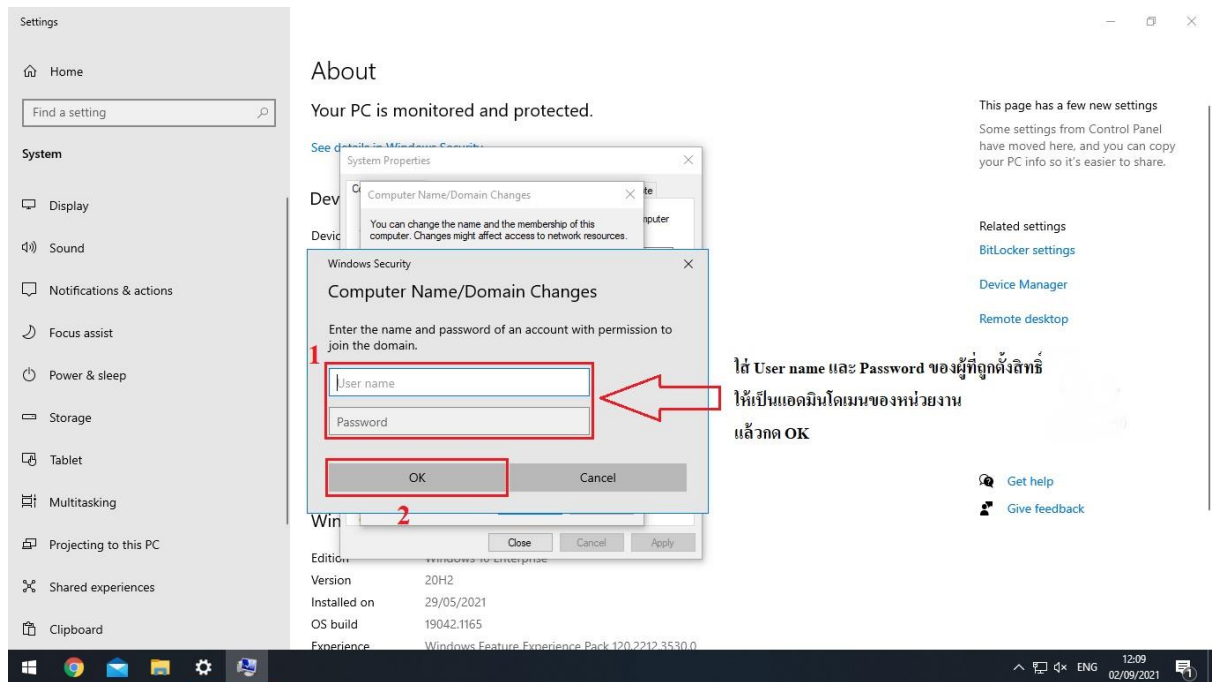 Settings
Home
Find a setting
System
Display
Sound
Notifications & actions
Focus assist
Power & sleep
Storage
Tablet
Multitasking
Projecting to this PC
Shared experiences
Clipboard
About
Your PC is monitored and protected.
See details in Windows Security
System Properties
Computer Name/Domain Changes
You can change the name and the membership of this
computer. Changes might affect access to network resources.
Windows Security
Computer Name/Domain Changes
Enter the name and password of an account with permission to
join the domain.
1
User name
Password
OK
Cancel
2
Close
Cancel
Apply
Edition Windows 10 Enterprise
Version 20H2
Installed on 29/05/2021
OS build 19042.1165
Experience Windows Feature Experience Pack 120.2212.3530.0
ใส่ User name และ Password ของผู้ที่ถูกตั้งสิทธิ์
ให้เป็นแอดมินโดเมนของหน่วยงาน
แล้วกด OK
This page has a few new settings
Some settings from Control Panel
have moved here, and you can copy
your PC info so it's easier to share.
Related settings
BitLocker settings
Device Manager
Remote desktop
Get help
Give feedback
ENG
12:09
02/09/2021